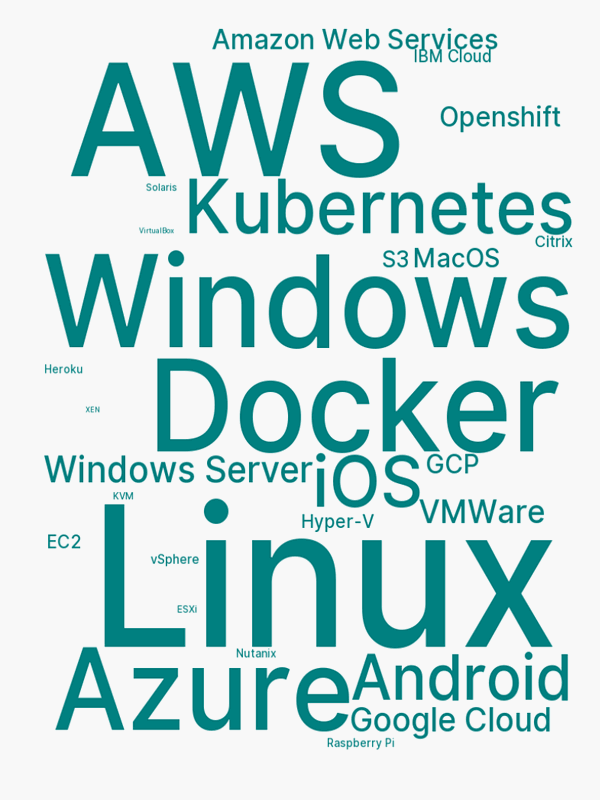 Amazon Web Services
IBM Cloud
AWS
Openshift
Solaris
Kubernetes
VirtualBox
Citrix
S3 MacOS
Windows
Heroku
Docker
XEN
Windows Server iOS GCP
KVM
VMWare
Hyper-V
EC2
vSphere
Linux
ESXi
Nutanix
Azure Android
Google Cloud
Raspberry Pi